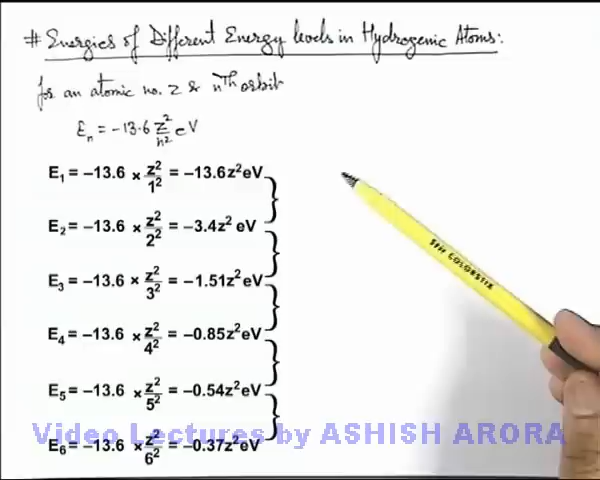 # Energies of Different Energy levels in Hydrogenic Atoms:
for an atomic no. Z & nth orbit
En = -13.6 Z²/n² eV
E₁ = −13.6 × z²/1² = −13.6z²eV
E₂ = −13.6 × z²/2² = −3.4z² eV
E₃ = −13.6 × z²/3² = −1.51z²eV
E₄ = −13.6 × z²/4² = −0.85z²eV
E₅ = −13.6 × z²/5² = −0.54z²eV
Video Lectures by ASHISH ARORA
E₆ = −13.6 × z²/6² = −0.37z²eV